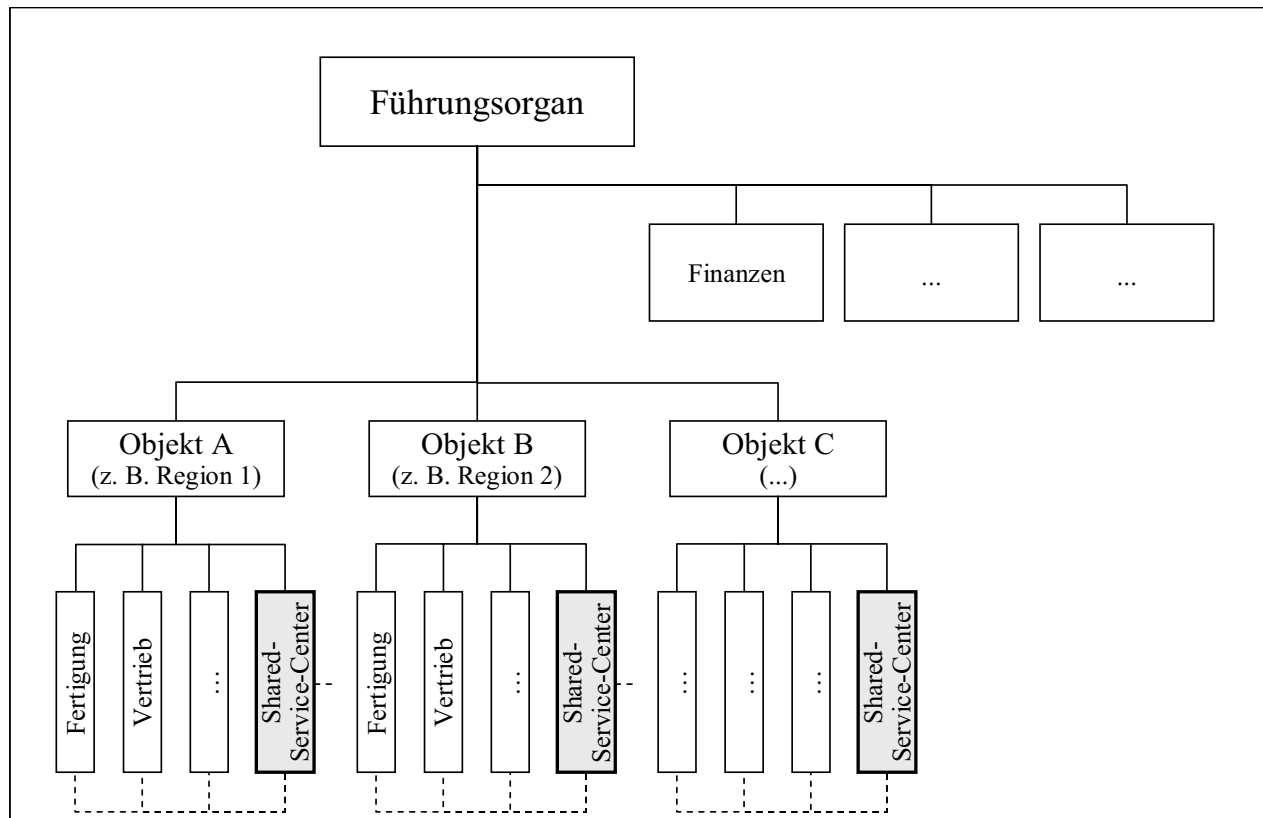 Führungsorgan
Finanzen
...
...
Objekt A
(z. B. Region 1)
Objekt B
(z. B. Region 2)
Objekt C
(...)
Fertigung
Vertrieb
...
Shared-
Service-Center
Fertigung
Vertrieb
...
Shared-
Service-Center
...
...
...
Shared-
Service-Center